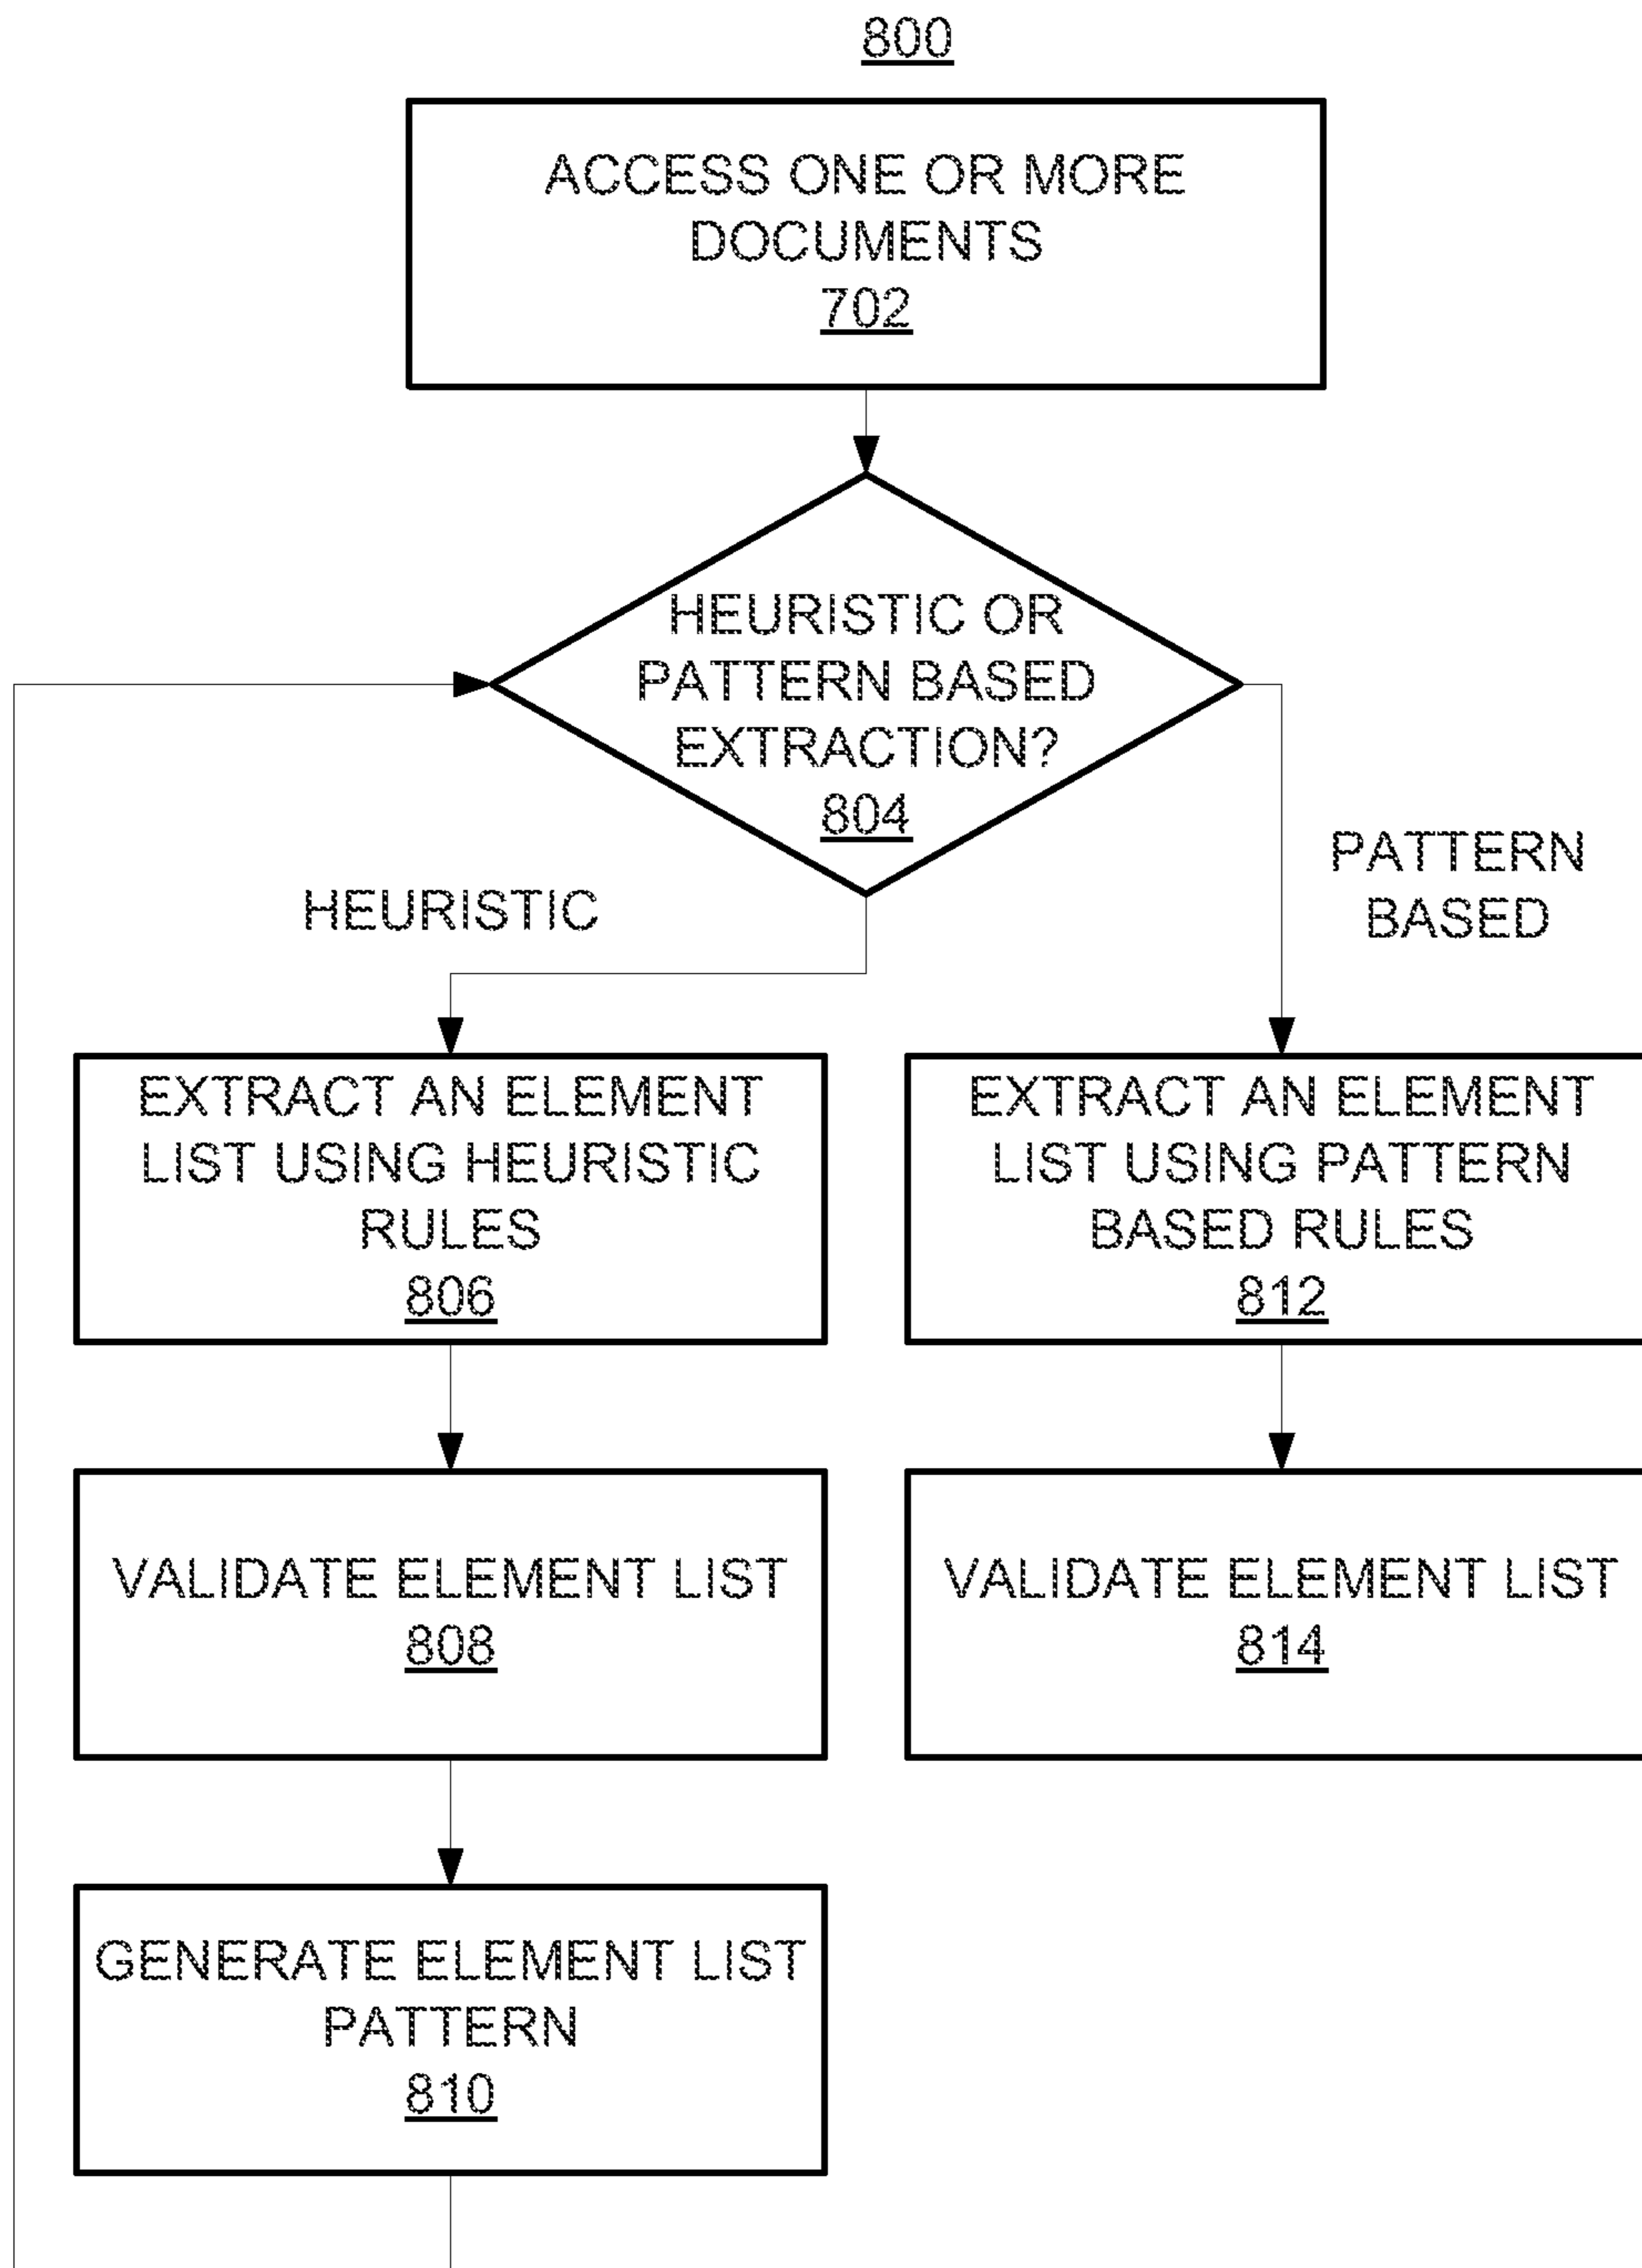 800
ACCESS ONE OR MORE
DOCUMENTS
702
HEURISTIC OR
PATTERN BASED
EXTRACTION?
804
HEURISTIC
PATTERN
BASED
EXTRACT AN ELEMENT
LIST USING HEURISTIC
RULES
806
EXTRACT AN ELEMENT
LIST USING PATTERN
BASED RULES
812
VALIDATE ELEMENT LIST
808
VALIDATE ELEMENT LIST
814
GENERATE ELEMENT LIST
PATTERN
810